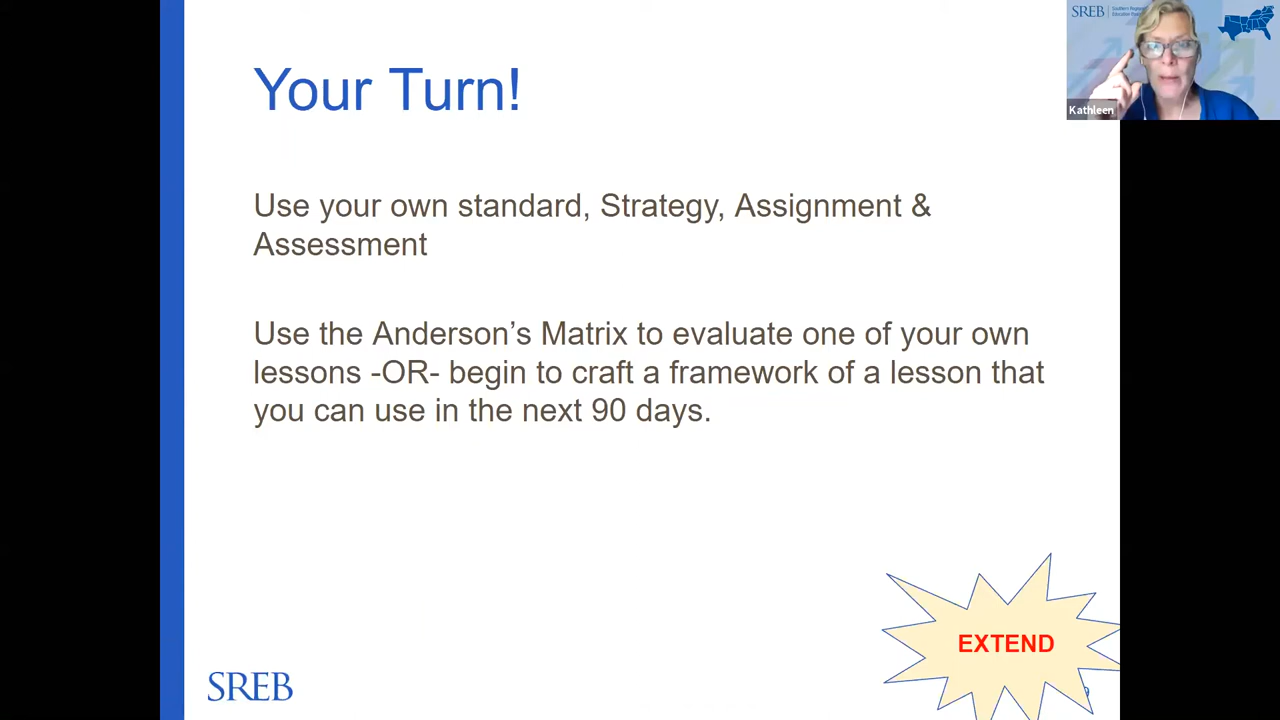 Your Turn!
Use your own standard, Strategy, Assignment &
Assessment
Use the Anderson’s Matrix to evaluate one of your own
lessons -OR- begin to craft a framework of a lesson that
you can use in the next 90 days.
EXTEND
SREB
SREB
Southern Regional
Kathleen